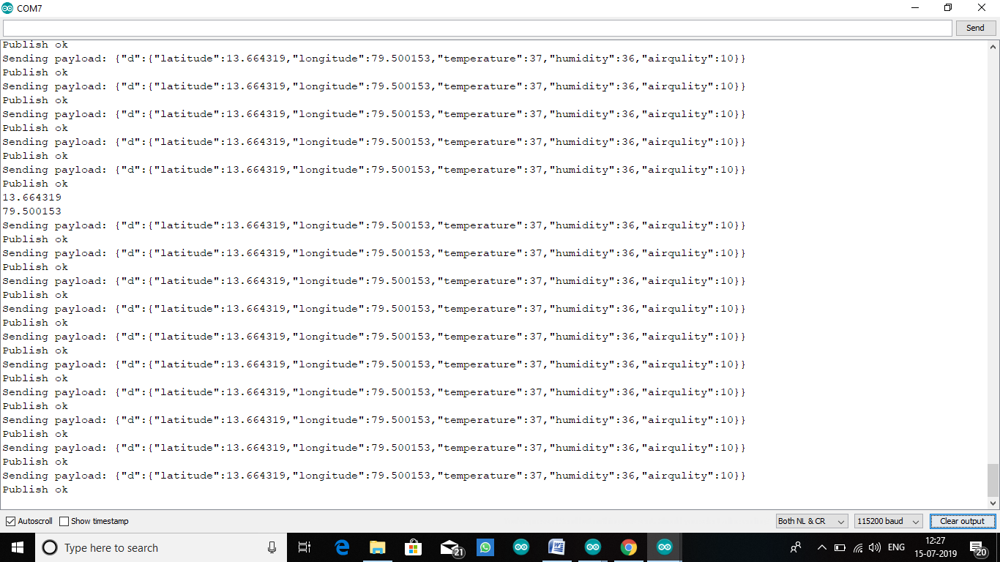 COM7
Send
Publish ok
Sending payload: {"d":{"latitude":13.664319,"longitude":79.500153,"temperature":37,"humidity":36,"airqulity":10}}
Publish ok
Sending payload: {"d":{"latitude":13.664319,"longitude":79.500153,"temperature":37,"humidity":36,"airqulity":10}}
Publish ok
Sending payload: {"d":{"latitude":13.664319,"longitude":79.500153,"temperature":37,"humidity":36,"airqulity":10}}
Publish ok
Sending payload: {"d":{"latitude":13.664319,"longitude":79.500153,"temperature":37,"humidity":36,"airqulity":10}}
Publish ok
Sending payload: {"d":{"latitude":13.664319,"longitude":79.500153,"temperature":37,"humidity":36,"airqulity":10}}
Publish ok
13.664319
79.500153
Sending payload: {"d":{"latitude":13.664319,"longitude":79.500153,"temperature":37,"humidity":36,"airqulity":10}}
Publish ok
Sending payload: {"d":{"latitude":13.664319,"longitude":79.500153,"temperature":37,"humidity":36,"airqulity":10}}
Publish ok
Sending payload: {"d":{"latitude":13.664319,"longitude":79.500153,"temperature":37,"humidity":36,"airqulity":10}}
Publish ok
Sending payload: {"d":{"latitude":13.664319,"longitude":79.500153,"temperature":37,"humidity":36,"airqulity":10}}
Publish ok
Sending payload: {"d":{"latitude":13.664319,"longitude":79.500153,"temperature":37,"humidity":36,"airqulity":10}}
Publish ok
Sending payload: {"d":{"latitude":13.664319,"longitude":79.500153,"temperature":37,"humidity":36,"airqulity":10}}
Publish ok
Sending payload: {"d":{"latitude":13.664319,"longitude":79.500153,"temperature":37,"humidity":36,"airqulity":10}}
Publish ok
Sending payload: {"d":{"latitude":13.664319,"longitude":79.500153,"temperature":37,"humidity":36,"airqulity":10}}
Publish ok
Sending payload: {"d":{"latitude":13.664319,"longitude":79.500153,"temperature":37,"humidity":36,"airqulity":10}}
Publish ok
Sending payload: {"d":{"latitude":13.664319,"longitude":79.500153,"temperature":37,"humidity":36,"airqulity":10}}
Publish ok
Autoscroll Show timestamp Both NL & CR 115200 baud Clear output
Type here to search 21 ENG 12:27
15-07-2019 20